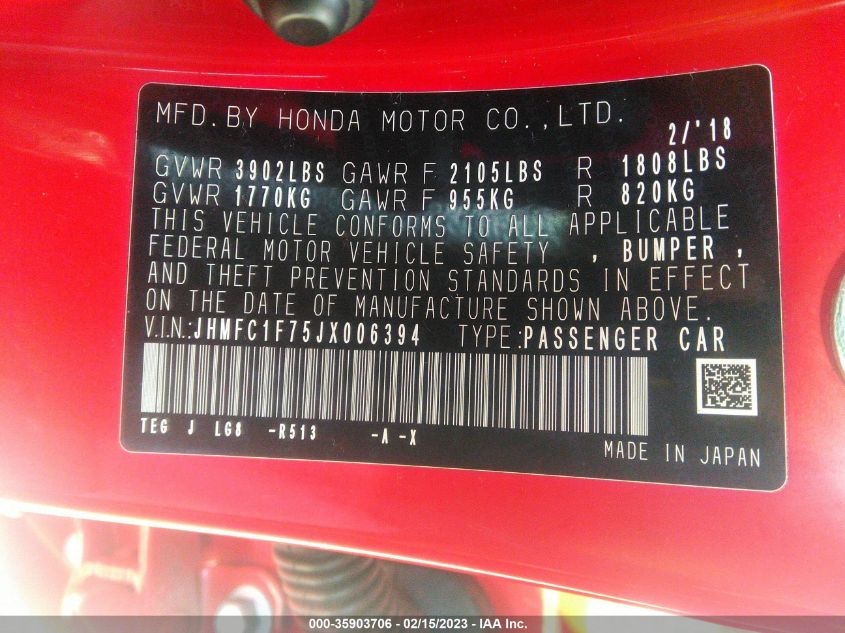 MFD. BY HONDA MOTOR CO., LTD. 2/'18
GVWR 3902LBS GAWR F 2105LBS R 1808LBS
GVWR 1770KG GAWR F 955KG R 820KG
THIS VEHICLE CONFORMS TO ALL APPLICABLE
FEDERAL MOTOR VEHICLE SAFETY , BUMPER ,
AND THEFT PREVENTION STANDARDS IN EFFECT
ON THE DATE OF MANUFACTURE SHOWN ABOVE.
V.I.N.: JHMFC1F75JX006394 TYPE: PASSENGER CAR
TEG J LG8 -R513 -A -X
MADE IN JAPAN
000-35903706 - 02/15/2023 - IAA Inc.